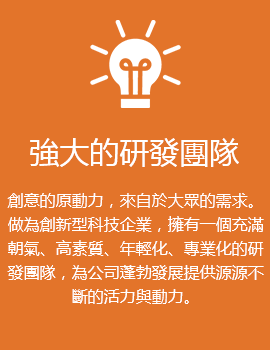 強大的研發團隊
創意的原動力，來自於大眾的需求。
做為創新型科技企業，擁有一個充滿
朝氣、高素質、年輕化、專業化的研
發團隊，為公司蓬勃發展提供源源不
斷的活力與動力。